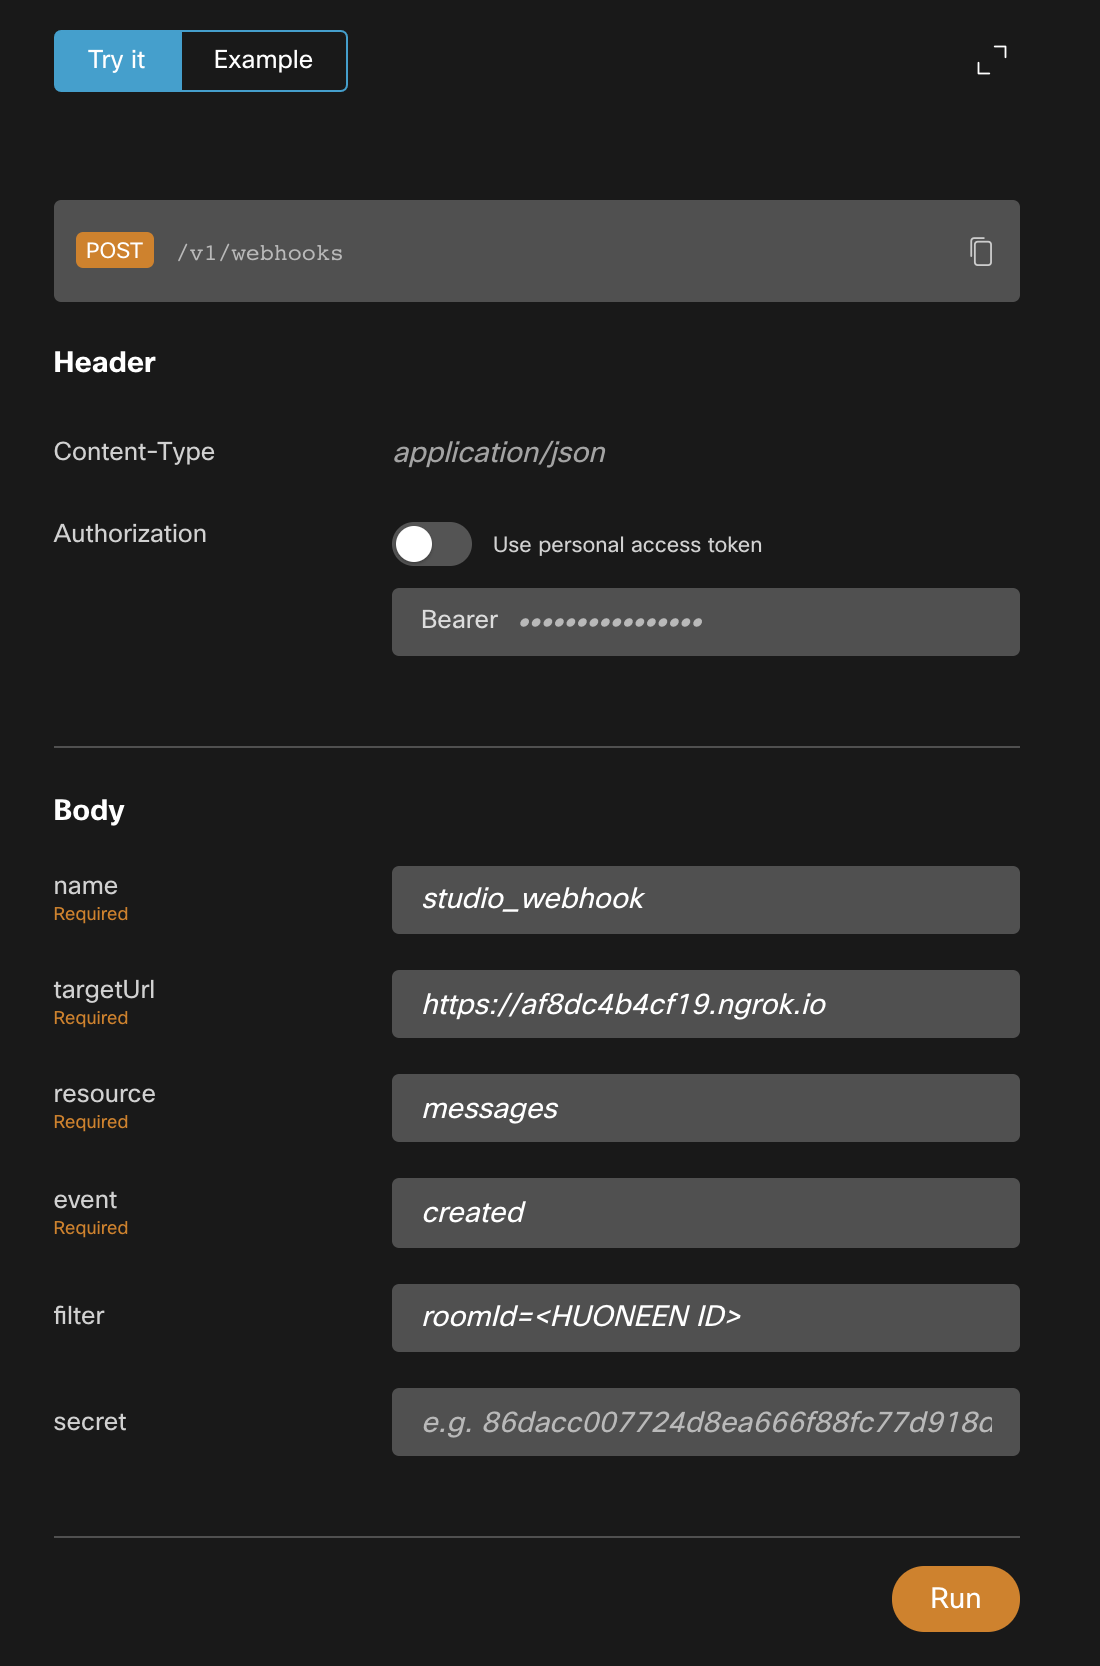 Try it Example
POST /v1/webhooks
Header
Content-Type application/json
Authorization Use personal access token
Bearer ••••••••••••••••
Body
name studio_webhook
Required
targetUrl https://af8dc4b4cf19.ngrok.io
Required
resource messages
Required
event created
Required
filter roomId=<HUONEEN ID>
secret e.g. 86dacc007724d8ea666f88fc77d918d
Run